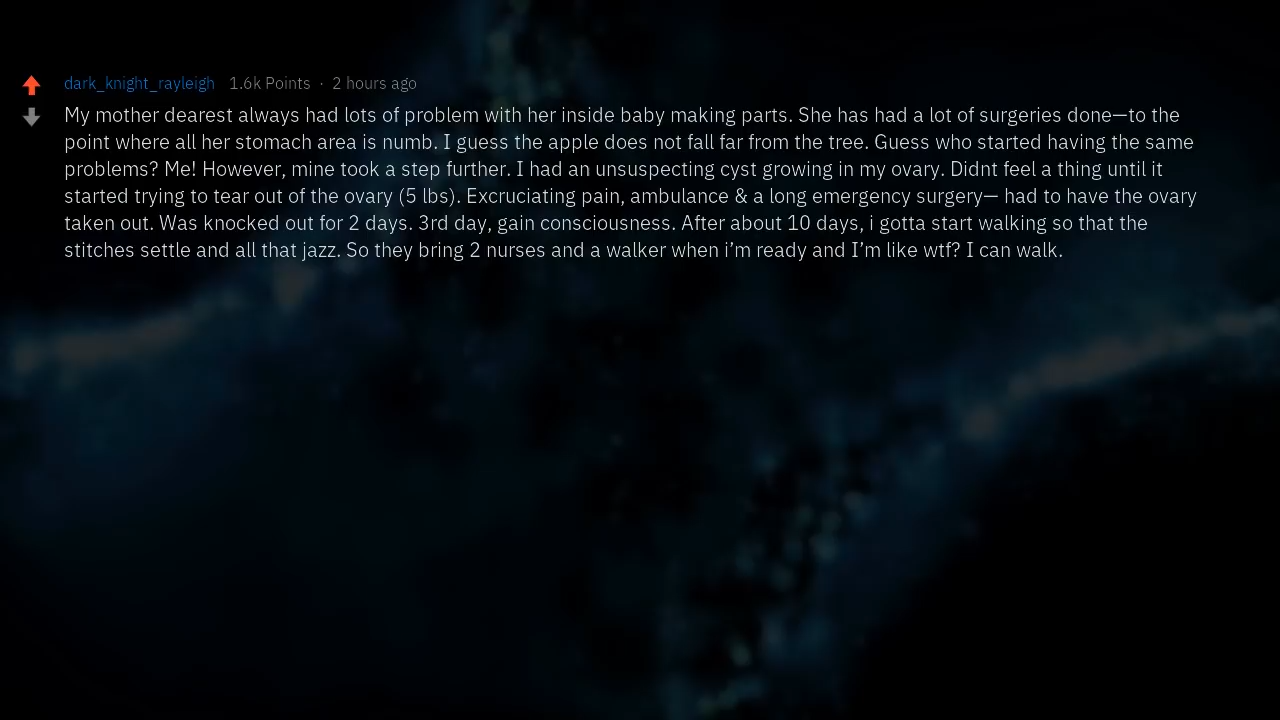 dark_knight_rayleigh 1.6k Points · 2 hours ago
My mother dearest always had lots of problem with her inside baby making parts. She has had a lot of surgeries done—to the
point where all her stomach area is numb. I guess the apple does not fall far from the tree. Guess who started having the same
problems? Me! However, mine took a step further. I had an unsuspecting cyst growing in my ovary. Didnt feel a thing until it
started trying to tear out of the ovary (5 lbs). Excruciating pain, ambulance & a long emergency surgery— had to have the ovary
taken out. Was knocked out for 2 days. 3rd day, gain consciousness. After about 10 days, i gotta start walking so that the
stitches settle and all that jazz. So they bring 2 nurses and a walker when i’m ready and I’m like wtf? I can walk.